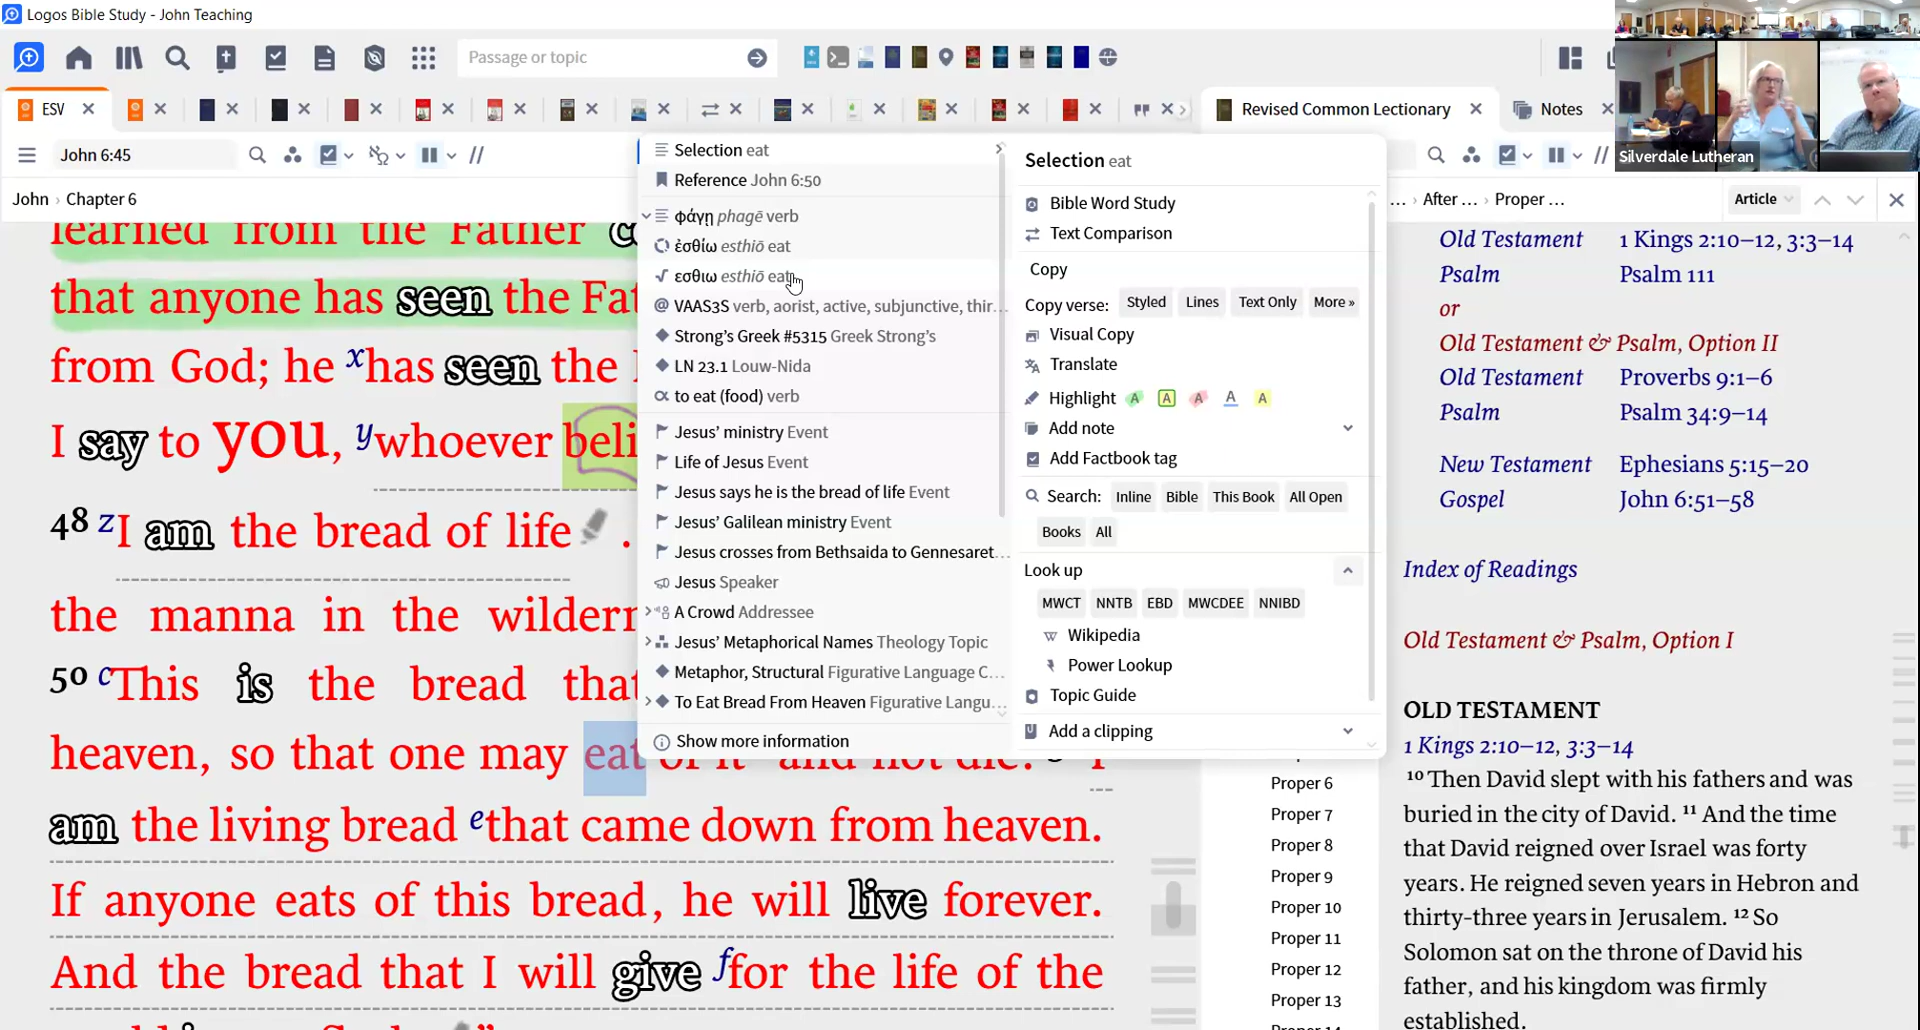 Logos Bible Study - John Teaching
Passage or topic
ESV
Revised Common Lectionary
Notes
John 6:45
Silverdale Lutheran
John › Chapter 6
... › After ... › Proper ...
Article
learned from the Father
that anyone has seen the Fat
from God; he xhas seen the
I say to you, ywhoever beli
48 zI am the bread of life .
the manna in the wildern
50 cThis is the bread that
heaven, so that one may eat of it and not die.
am the living bread ethat came down from heaven.
If anyone eats of this bread, he will live forever.
And the bread that I will give ffor the life of the
Selection eat
Reference John 6:50
φάγῃ phagē verb
ἐσθίω esthiō eat
εσθιω esthiō eat
@ VAAS3S verb, aorist, active, subjunctive, thir...
Strong's Greek #5315 Greek Strong's
LN 23.1 Louw-Nida
to eat (food) verb
Jesus' ministry Event
Life of Jesus Event
Jesus says he is the bread of life Event
Jesus' Galilean ministry Event
Jesus crosses from Bethsaida to Gennesaret...
Jesus Speaker
A Crowd Addressee
Jesus' Metaphorical Names Theology Topic
Metaphor, Structural Figurative Language C...
To Eat Bread From Heaven Figurative Langu...
Show more information
Selection eat
Bible Word Study
Text Comparison
Copy
Copy verse: Styled Lines Text Only More »
Visual Copy
Translate
Highlight A A A A A
Add note
Add Factbook tag
Search: Inline Bible This Book All Open
Books All
Look up
MWCT NNTB EBD MWCDEE NNIBD
Wikipedia
Power Lookup
Topic Guide
Add a clipping
Proper 6
Proper 7
Proper 8
Proper 9
Proper 10
Proper 11
Proper 12
Proper 13
Old Testament 1 Kings 2:10–12, 3:3–14
Psalm Psalm 111
or
Old Testament & Psalm, Option II
Old Testament Proverbs 9:1–6
Psalm Psalm 34:9–14
New Testament Ephesians 5:15–20
Gospel John 6:51–58
Index of Readings
Old Testament & Psalm, Option I
OLD TESTAMENT
1 Kings 2:10–12, 3:3–14
10 Then David slept with his fathers and was
buried in the city of David. 11 And the time
that David reigned over Israel was forty
years. He reigned seven years in Hebron and
thirty-three years in Jerusalem. 12 So
Solomon sat on the throne of David his
father, and his kingdom was firmly
established.